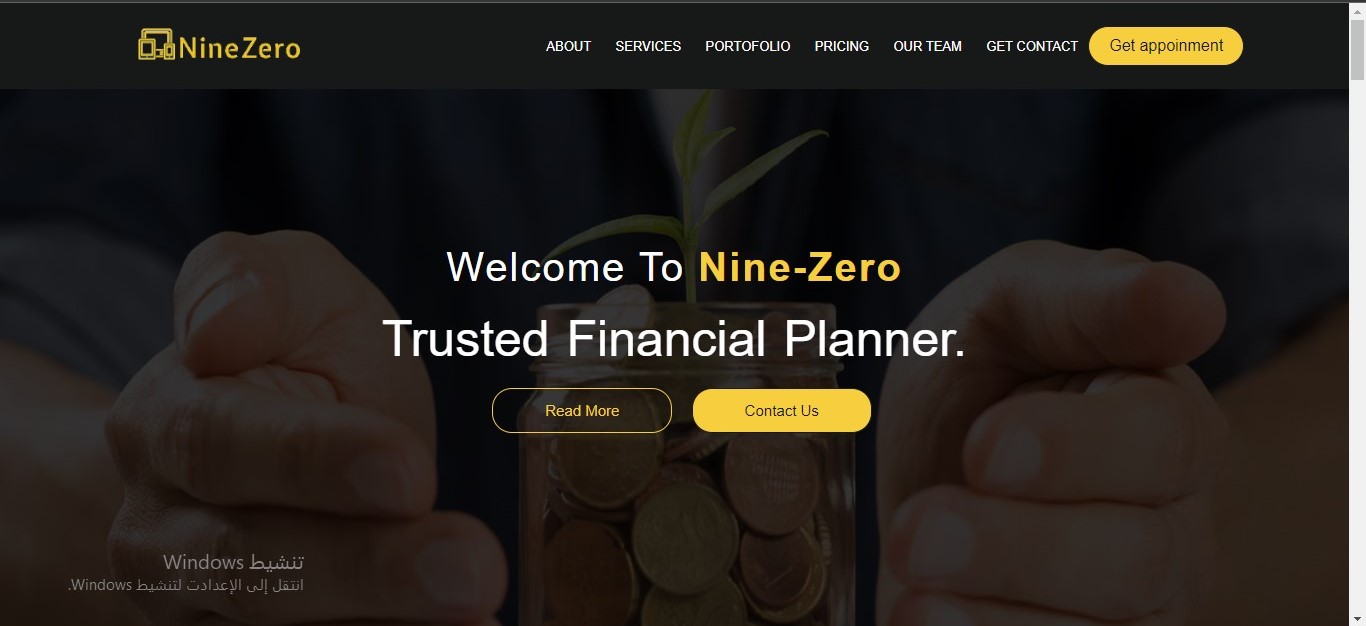 NineZero
ABOUT SERVICES PORTOFOLIO PRICING OUR TEAM GET CONTACT Get appoinment
Welcome To Nine-Zero
Trusted Financial Planner.
Read More Contact Us
تنشيط Windows
انتقل إلى الإعدادت لتنشيط Windows.